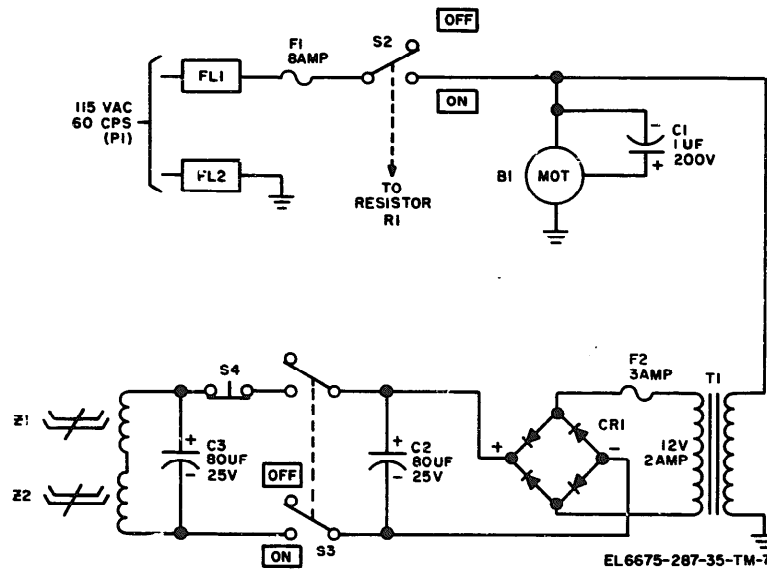 OFF
F1
8AMP
S2
FL1
ON
115 VAC
60 CPS
(P1)
C1
1UF
200V
-
+
B1
MOT
FL2
TO
RESISTOR
R1
F2
3AMP
T1
S4
Z1
CR1
+
C3
80UF
25V
-
+
C2
80UF
25V
-
+
-
12V
2AMP
OFF
Z2
ON
S3
EL6675-287-35-TM-7